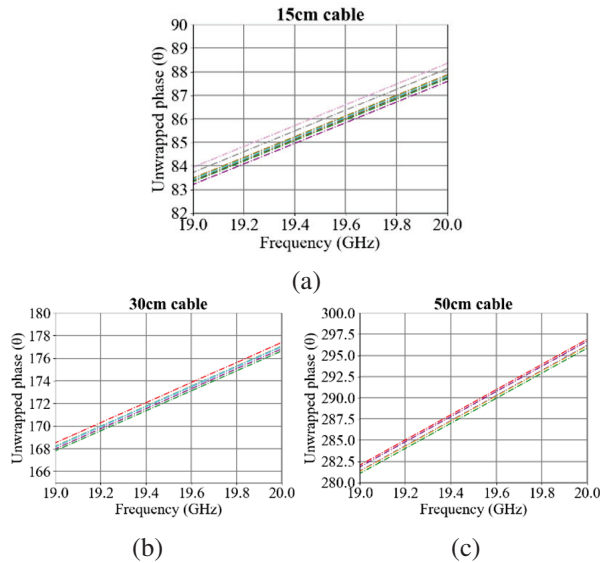 15cm cable
Unwrapped phase (θ)
90
89
88
87
86
85
84
83
82
19.0 19.2 19.4 19.6 19.8 20.0
Frequency (GHz)
(a)
30cm cable
Unwrapped phase (θ)
180
178
176
174
172
170
168
166
19.0 19.2 19.4 19.6 19.8 20.0
Frequency (GHz)
(b)
50cm cable
Unwrapped phase (θ)
300.0
297.5
295.0
292.5
290.0
287.5
285.0
282.5
280.0
19.0 19.2 19.4 19.6 19.8 20.0
Frequency (GHz)
(c)